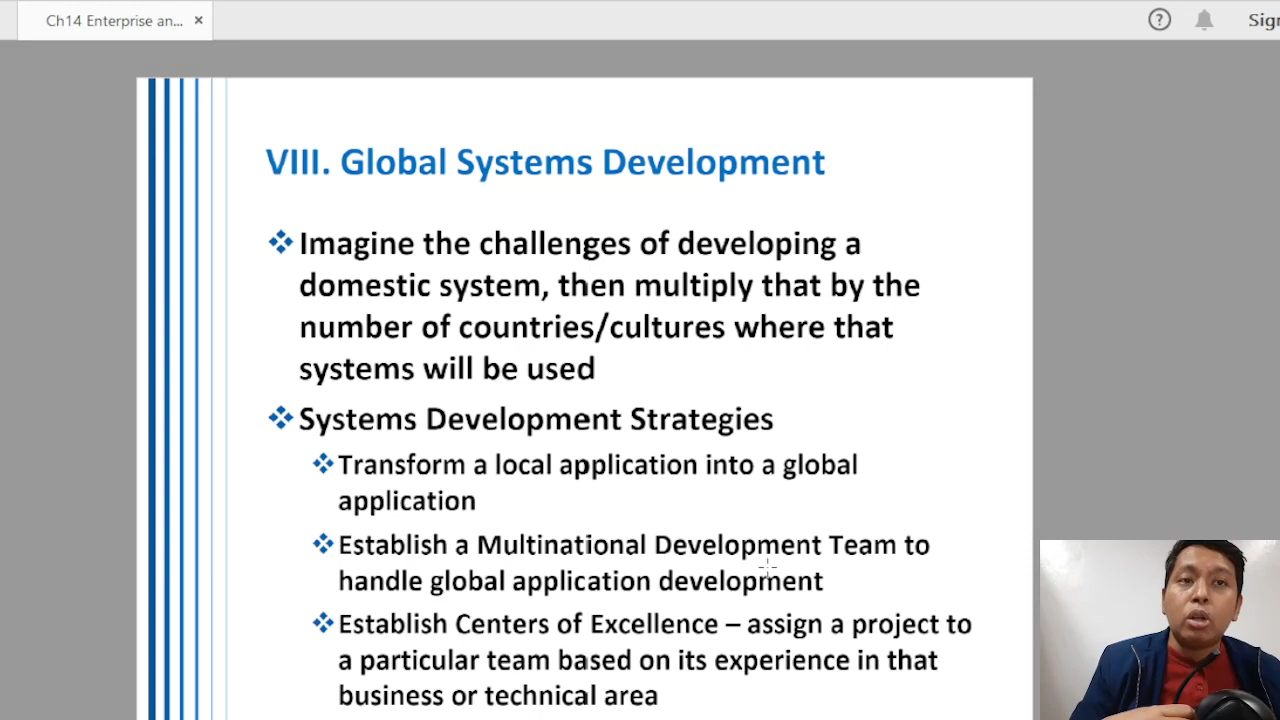 Ch14 Enterprise an... ×
? Sig
VIII. Global Systems Development
Imagine the challenges of developing a
domestic system, then multiply that by the
number of countries/cultures where that
systems will be used
Systems Development Strategies
Transform a local application into a global
application
Establish a Multinational Development Team to
handle global application development
Establish Centers of Excellence – assign a project to
a particular team based on its experience in that
business or technical area